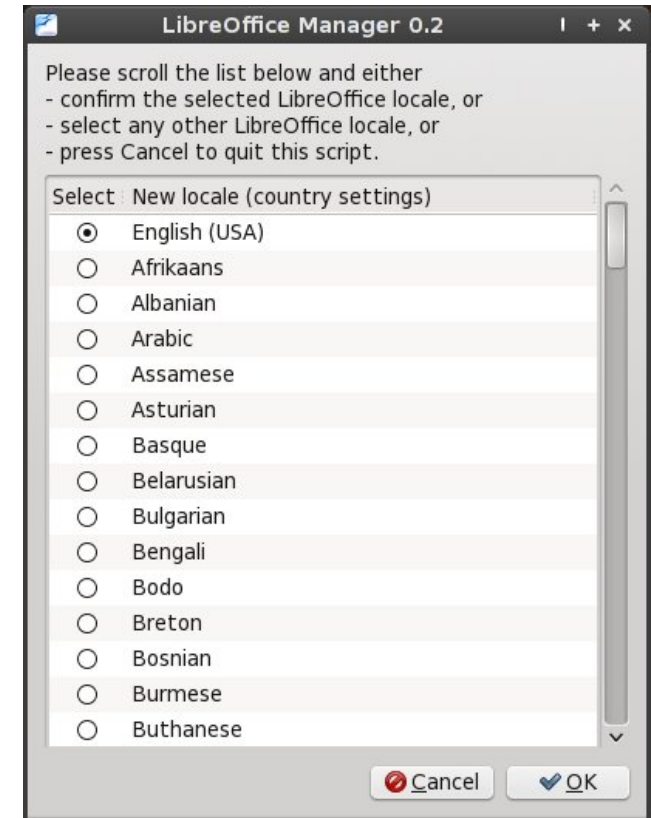 LibreOffice Manager 0.2
Please scroll the list below and either
- confirm the selected LibreOffice locale, or
- select any other LibreOffice locale, or
- press Cancel to quit this script.
Select New locale (country settings)
English (USA)
Afrikaans
Albanian
Arabic
Assamese
Asturian
Basque
Belarusian
Bulgarian
Bengali
Bodo
Breton
Bosnian
Burmese
Buthanese
Cancel OK